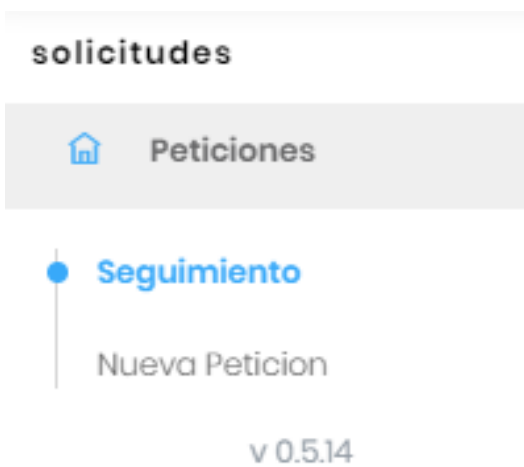 solicitudes
Peticiones
Seguimiento
Nueva Peticion
v 0.5.14